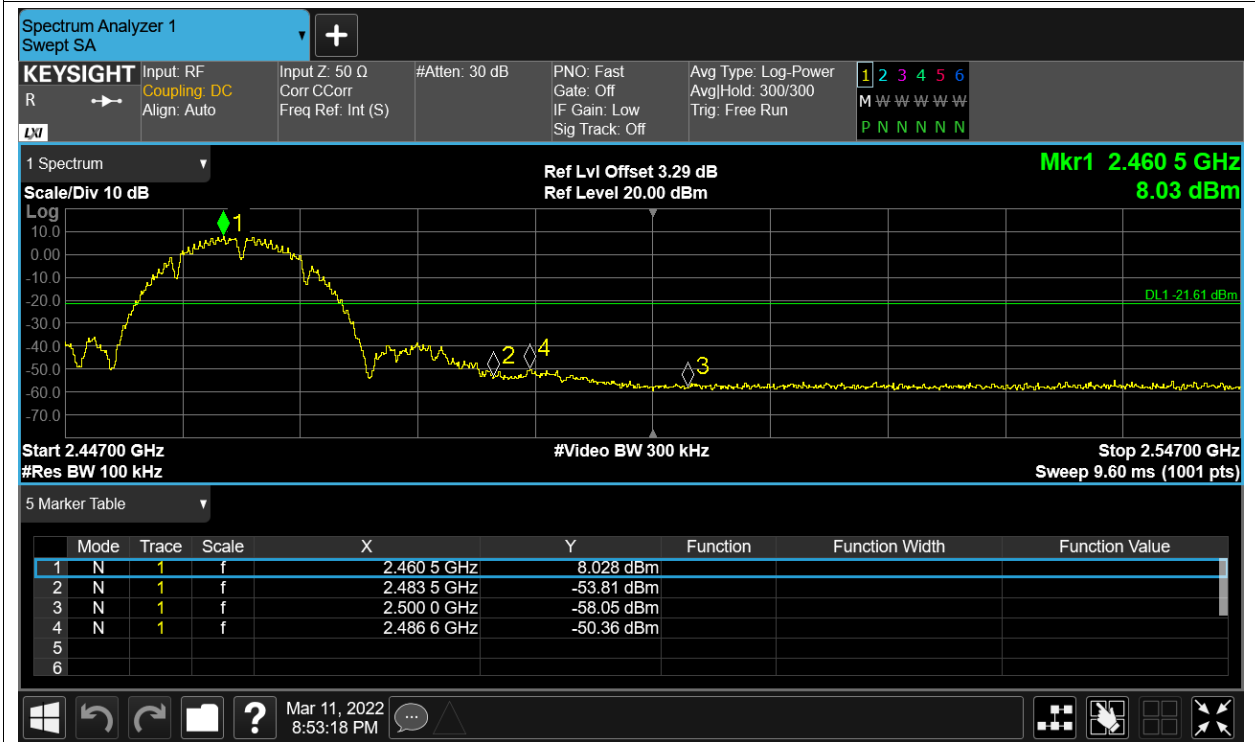 Spectrum Analyzer 1
Swept SA
+
KEYSIGHT Input: RF Input Z: 50 Ω #Atten: 30 dB PNO: Fast Avg Type: Log-Power 1 2 3 4 5 6
R Coupling: DC Corr CCorr Gate: Off Avg|Hold: 300/300 M W W W W W
Align: Auto Freq Ref: Int (S) IF Gain: Low Trig: Free Run
LXI Sig Track: Off P N N N N N
1 Spectrum Ref Lvl Offset 3.29 dB Mkr1 2.460 5 GHz
Scale/Div 10 dB Ref Level 20.00 dBm 8.03 dBm
Log
1
10.0
0.00
-10.0
-20.0
DL1 -21.61 dBm
-30.0
-40.0
2 4
-50.0
3
-60.0
-70.0
Start 2.44700 GHz #Video BW 300 kHz Stop 2.54700 GHz
#Res BW 100 kHz Sweep 9.60 ms (1001 pts)
5 Marker Table
Mode Trace Scale X Y Function Function Width Function Value
1 N 1 f 2.460 5 GHz 8.028 dBm
2 N 1 f 2.483 5 GHz -53.81 dBm
3 N 1 f 2.500 0 GHz -58.05 dBm
4 N 1 f 2.486 6 GHz -50.36 dBm
5
6
? Mar 11, 2022
8:53:18 PM